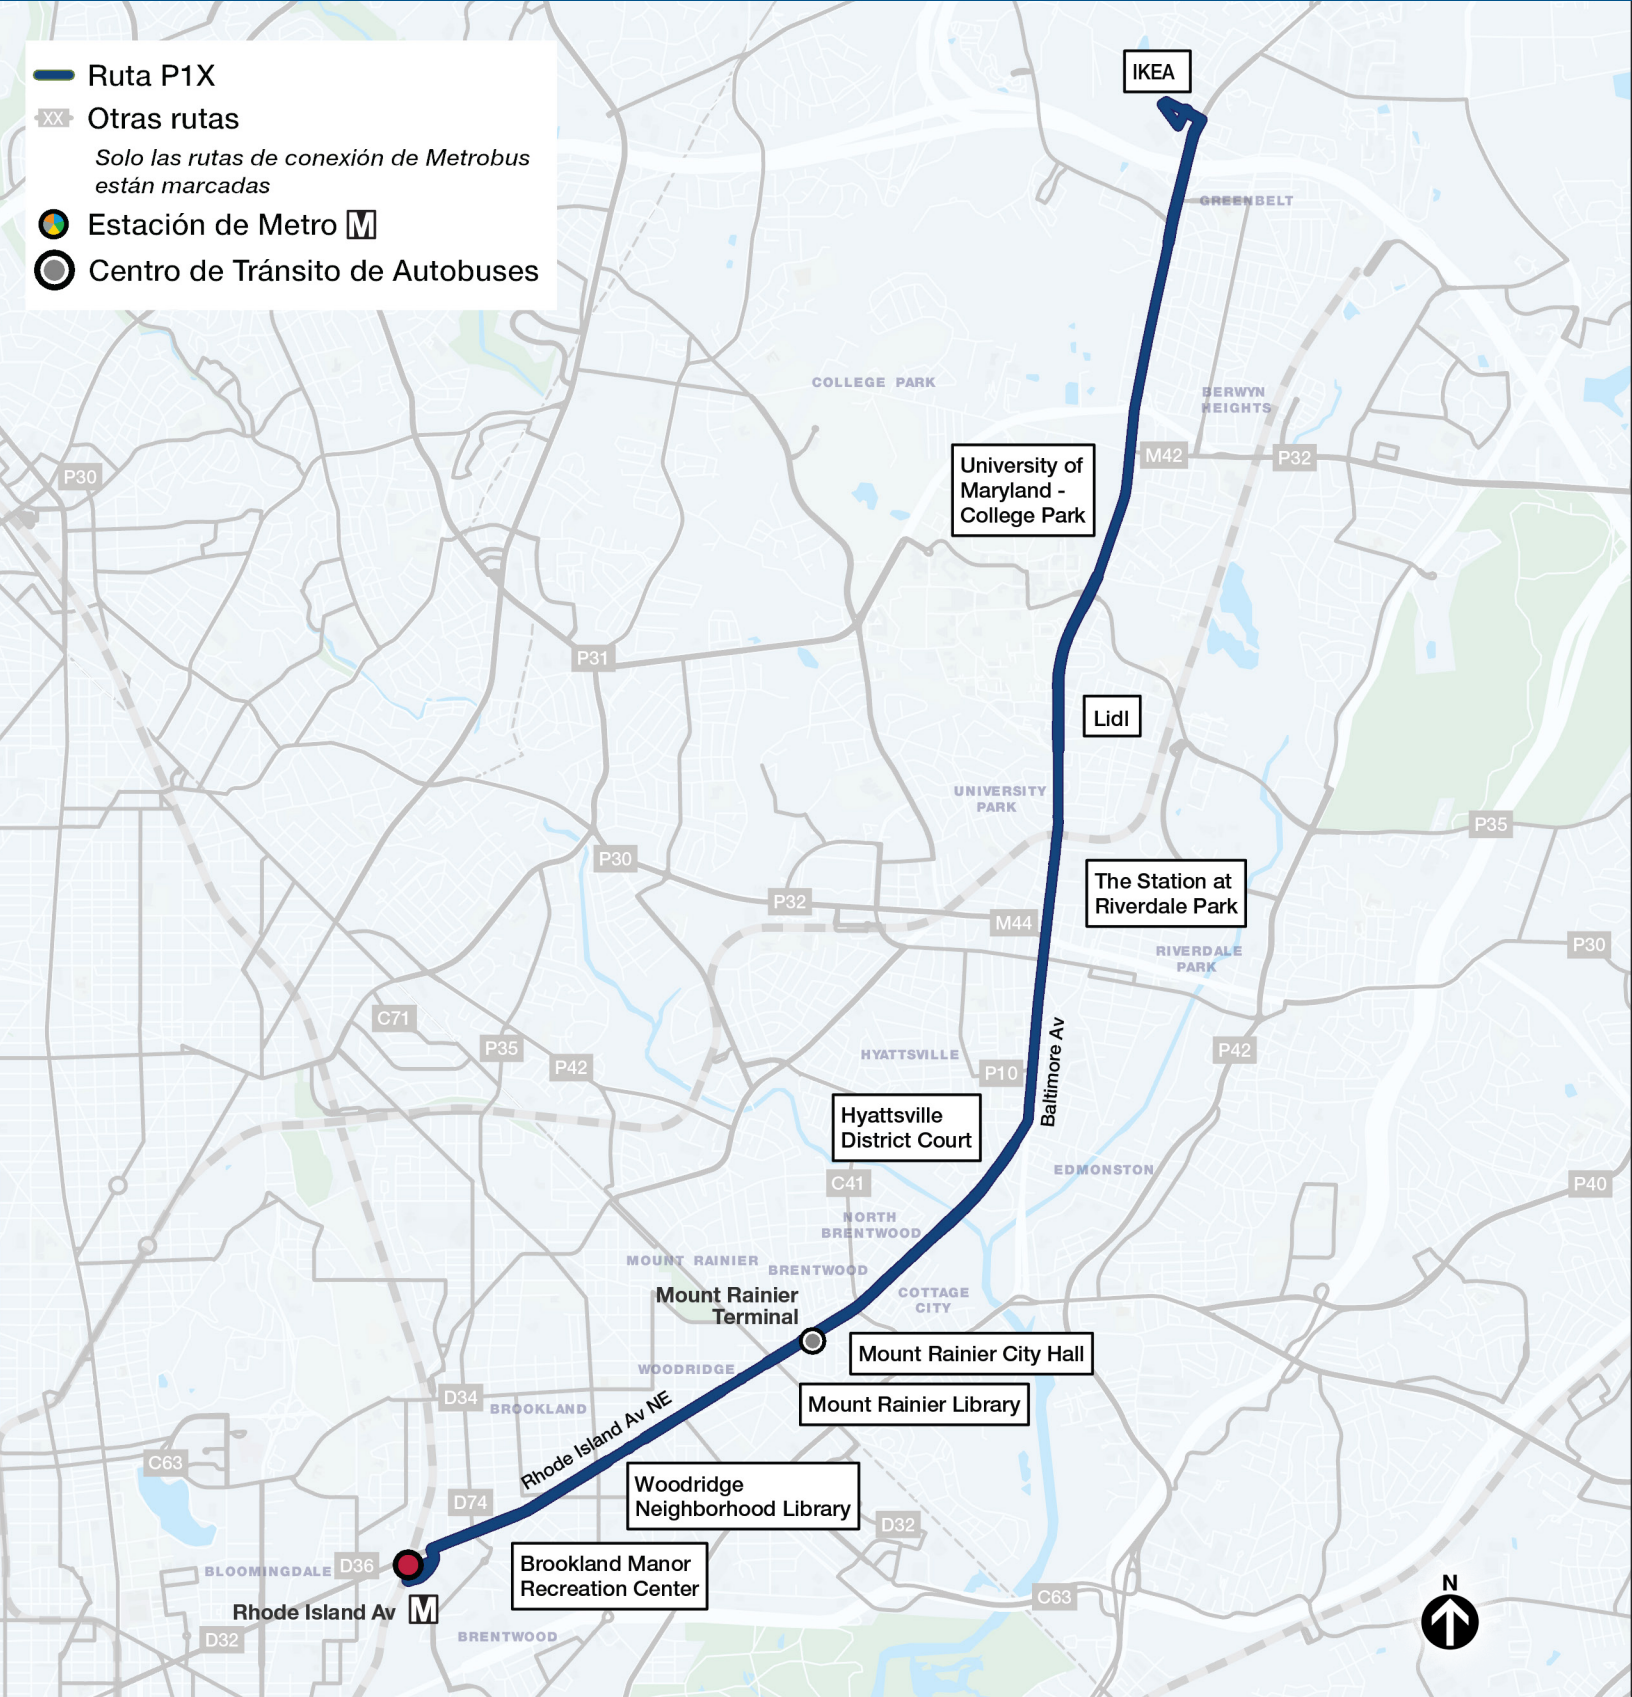 Ruta P1X
XX Otras rutas
Solo las rutas de conexión de Metrobus
están marcadas
Estación de Metro M
Centro de Tránsito de Autobuses
IKEA
GREENBELT
COLLEGE PARK
BERWYN
HEIGHTS
University of
Maryland -
College Park
M42
P32
P30
P31
Lidl
UNIVERSITY
PARK
P35
P30
P32
The Station at
Riverdale Park
M44
RIVERDALE
PARK
P30
C71
P35
P42
HYATTSVILLE
P10
Baltimore Av
P42
Hyattsville
District Court
EDMONSTON
C41
P40
NORTH
BRENTWOOD
MOUNT RAINIER
BRENTWOOD
COTTAGE
CITY
Mount Rainier
Terminal
Mount Rainier City Hall
WOODRIDGE
Mount Rainier Library
D34
BROOKLAND
Rhode Island Av NE
C63
Woodridge
Neighborhood Library
D74
D32
Brookland Manor
Recreation Center
BLOOMINGDALE
D36
C63
N
Rhode Island Av M
D32
BRENTWOOD